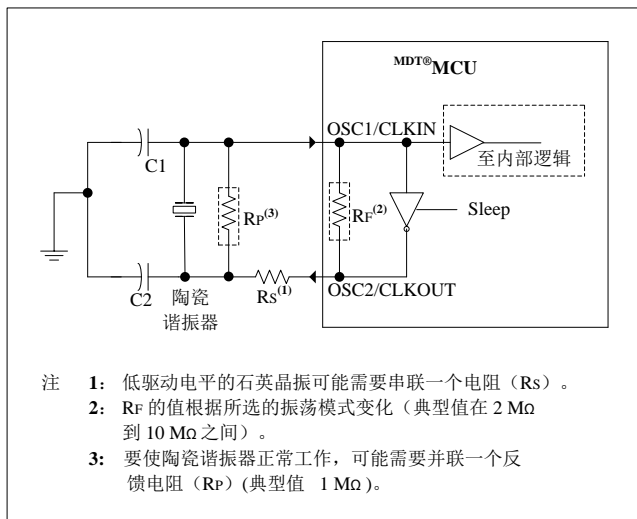 MDT®MCU
OSC1/CLKIN
C1
至内部逻辑
RP(3)
RF(2)
Sleep
C2
陶瓷
谐振器
Rs(1)
OSC2/CLKOUT
注 1： 低驱动电平的石英晶振可能需要串联一个电阻（Rs）。
2： RF 的值根据所选的振荡模式变化（典型值在 2 MΩ
到 10 MΩ 之间）。
3： 要使陶瓷谐振器正常工作，可能需要并联一个反
馈电阻（RP）(典型值 1 MΩ )。